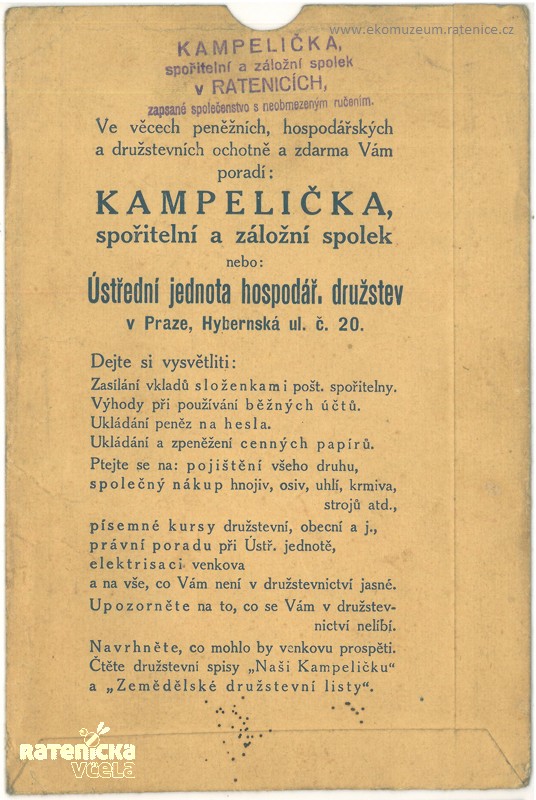 www.ekomuzeum.ratenice.cz
KAMPELIČKA,
spořitelní a záložní spolek
v RATENICÍCH,
zapsané společenstvo s neobmezeným ručením.
Ve věcech peněžních, hospodářských
a družstevních ochotně a zdarma Vám
poradí:
KAMPELIČKA,
spořitelní a záložní spolek
nebo:
Ústřední jednota hospodář. družstev
v Praze, Hybernská ul. č. 20.
Dejte si vysvětliti:
Zasílání vkladů složenkami pošt. spořitelny.
Výhody při používání běžných účtů.
Ukládání peněz na hesla.
Ukládání a zpeněžení cenných papírů.
Ptejte se na: pojištění všeho druhu,
společný nákup hnojiv, osiv, uhlí, krmiva,
strojů atd.,
písemné kursy družstevní, obecní a j.,
právní poradu při Ústř. jednotě,
elektrisaci venkova
a na vše, co Vám není v družstevnictví jasné.
Upozorněte na to, co se Vám v družstev-
nictví nelíbí.
Navrhněte, co mohlo by venkovu prospěti.
Čtěte družstevní spisy „Naši Kampeličku“
a „Zemědělské družstevní listy“.
RATENICKÁ
VČELA